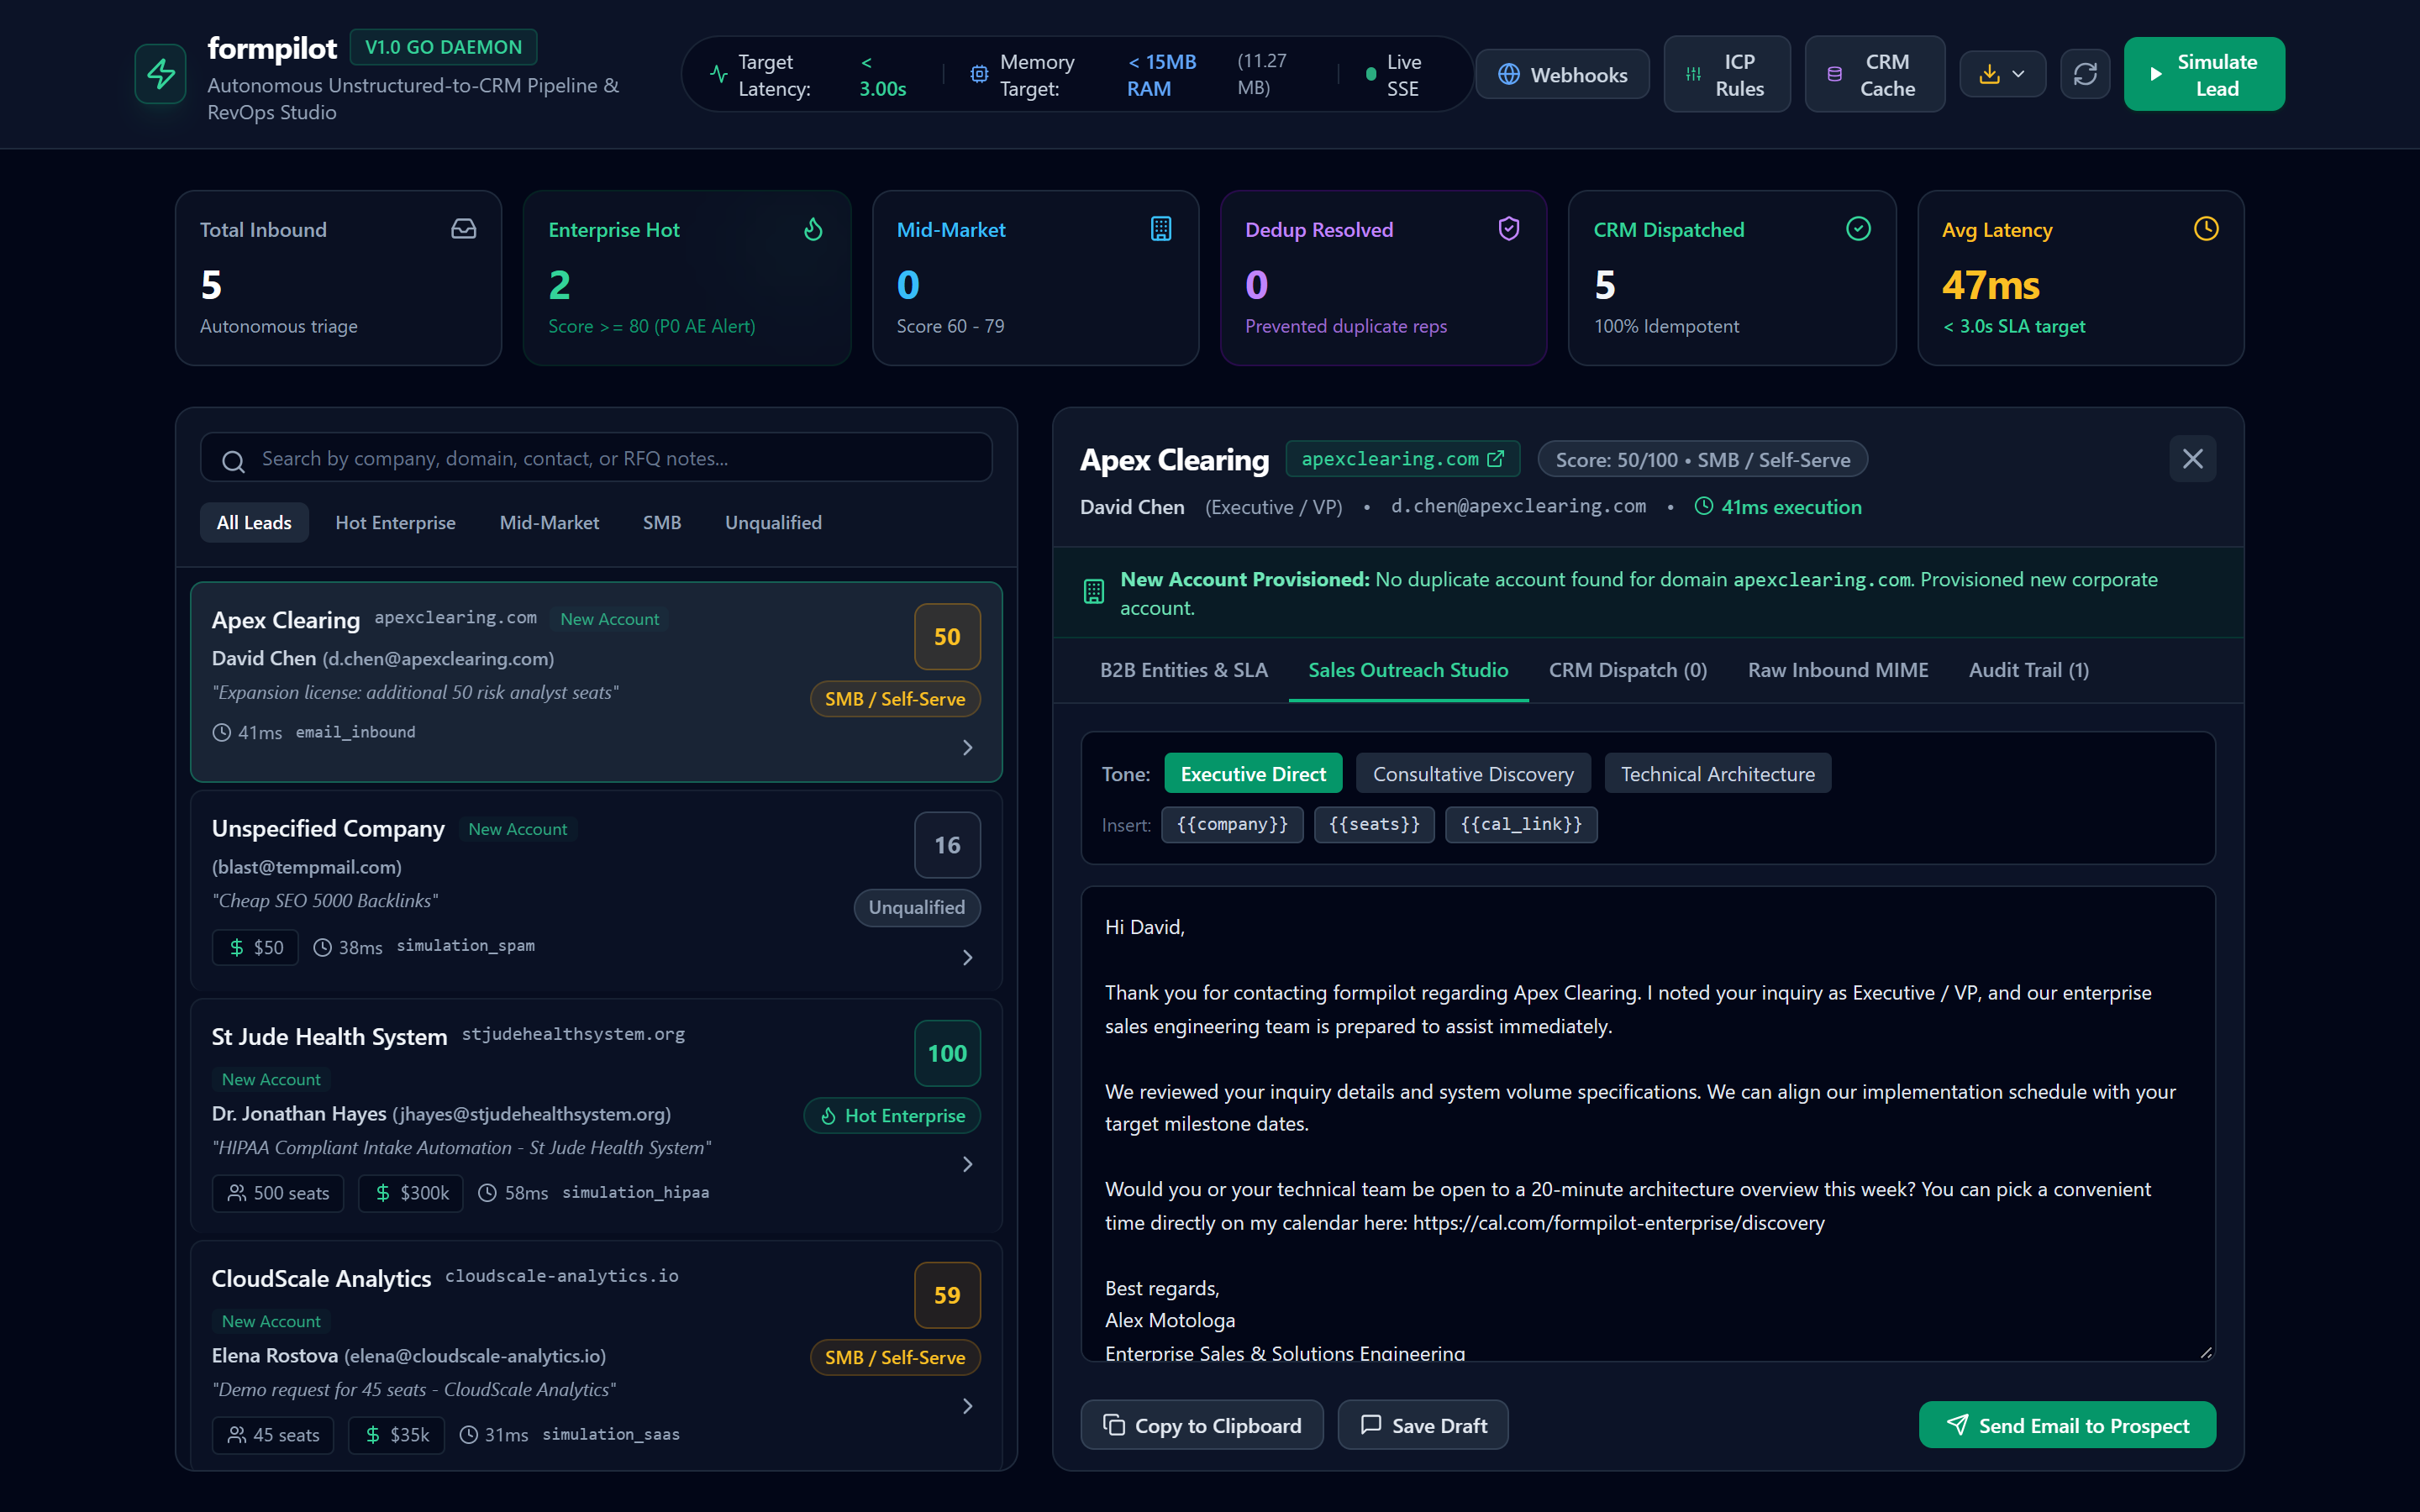 formpilot V1.0 GO DAEMON
Autonomous Unstructured-to-CRM Pipeline &
RevOps Studio
Target Latency: < 3.00s
Memory Target: < 15MB RAM (11.27 MB)
Live SSE
Webhooks
ICP Rules
CRM Cache
Simulate Lead
Total Inbound
5
Autonomous triage
Enterprise Hot
2
Score >= 80 (P0 AE Alert)
Mid-Market
0
Score 60 - 79
Dedup Resolved
0
Prevented duplicate reps
CRM Dispatched
5
100% Idempotent
Avg Latency
47ms
< 3.0s SLA target
Search by company, domain, contact, or RFQ notes...
All Leads Hot Enterprise Mid-Market SMB Unqualified
Apex Clearing apexclearing.com New Account
50
David Chen (d.chen@apexclearing.com)
"Expansion license: additional 50 risk analyst seats"
SMB / Self-Serve
41ms email_inbound
Unspecified Company New Account
16
(blast@tempmail.com)
"Cheap SEO 5000 Backlinks"
Unqualified
$50 38ms simulation_spam
St Jude Health System stjudehealthsystem.org
New Account
100
Dr. Jonathan Hayes (jhayes@stjudehealthsystem.org)
Hot Enterprise
"HIPAA Compliant Intake Automation - St Jude Health System"
500 seats $300k 58ms simulation_hipaa
CloudScale Analytics cloudscale-analytics.io
New Account
59
Elena Rostova (elena@cloudscale-analytics.io)
SMB / Self-Serve
"Demo request for 45 seats - CloudScale Analytics"
45 seats $35k 31ms simulation_saas
Apex Clearing apexclearing.com Score: 50/100 • SMB / Self-Serve
David Chen (Executive / VP) • d.chen@apexclearing.com • 41ms execution
New Account Provisioned: No duplicate account found for domain apexclearing.com. Provisioned new corporate
account.
B2B Entities & SLA Sales Outreach Studio CRM Dispatch (0) Raw Inbound MIME Audit Trail (1)
Tone: Executive Direct Consultative Discovery Technical Architecture
Insert: {{company}} {{seats}} {{cal_link}}
Hi David,
Thank you for contacting formpilot regarding Apex Clearing. I noted your inquiry as Executive / VP, and our enterprise
sales engineering team is prepared to assist immediately.
We reviewed your inquiry details and system volume specifications. We can align our implementation schedule with your
target milestone dates.
Would you or your technical team be open to a 20-minute architecture overview this week? You can pick a convenient
time directly on my calendar here: https://cal.com/formpilot-enterprise/discovery
Best regards,
Alex Motologa
Enterprise Sales & Solutions Engineering
Copy to Clipboard Save Draft Send Email to Prospect